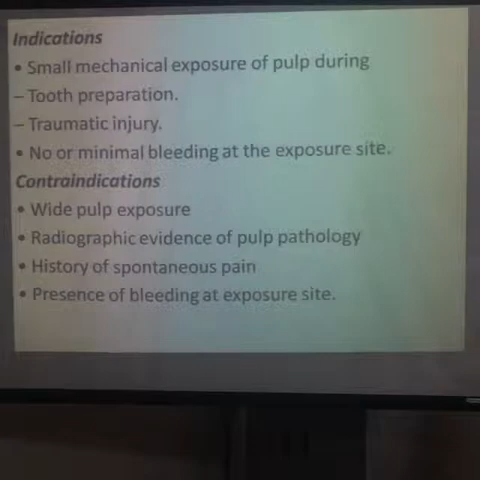 Indications
• Small mechanical exposure of pulp during
– Tooth preparation.
– Traumatic injury.
• No or minimal bleeding at the exposure site.
Contraindications
• Wide pulp exposure
• Radiographic evidence of pulp pathology
• History of spontaneous pain
• Presence of bleeding at exposure site.